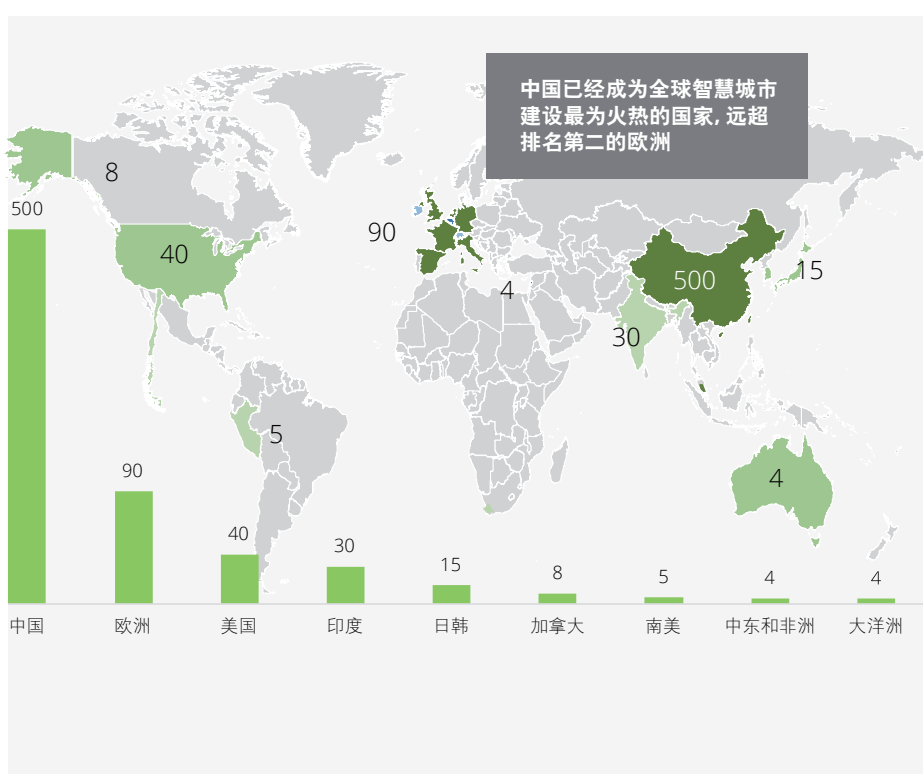 中国已经成为全球智慧城市
建设最为火热的国家，远超
排名第二的欧洲
8
500
40
90
500
15
4
30
5
4
90
40
30
15
8
5
4
4
中国
欧洲
美国
印度
日韩
加拿大
南美
中东和非洲
大洋洲